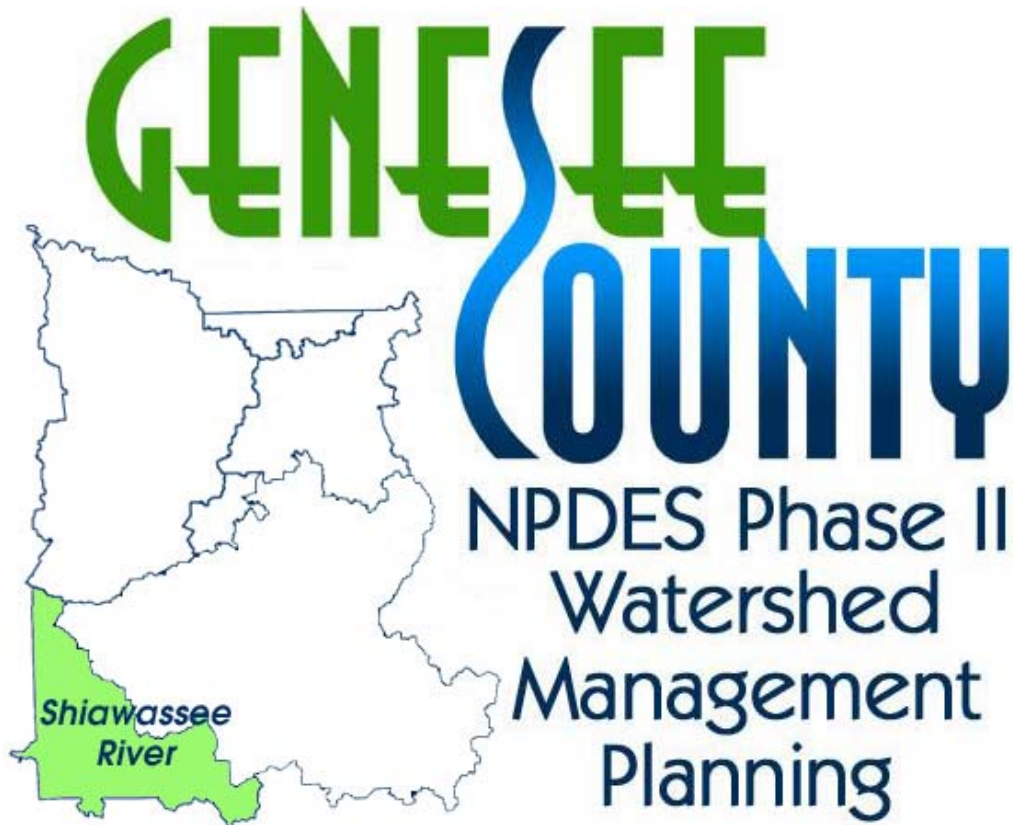 GENESEE
COUNTY
NPDES Phase II
Watershed
Management
Planning
Shiawassee
River